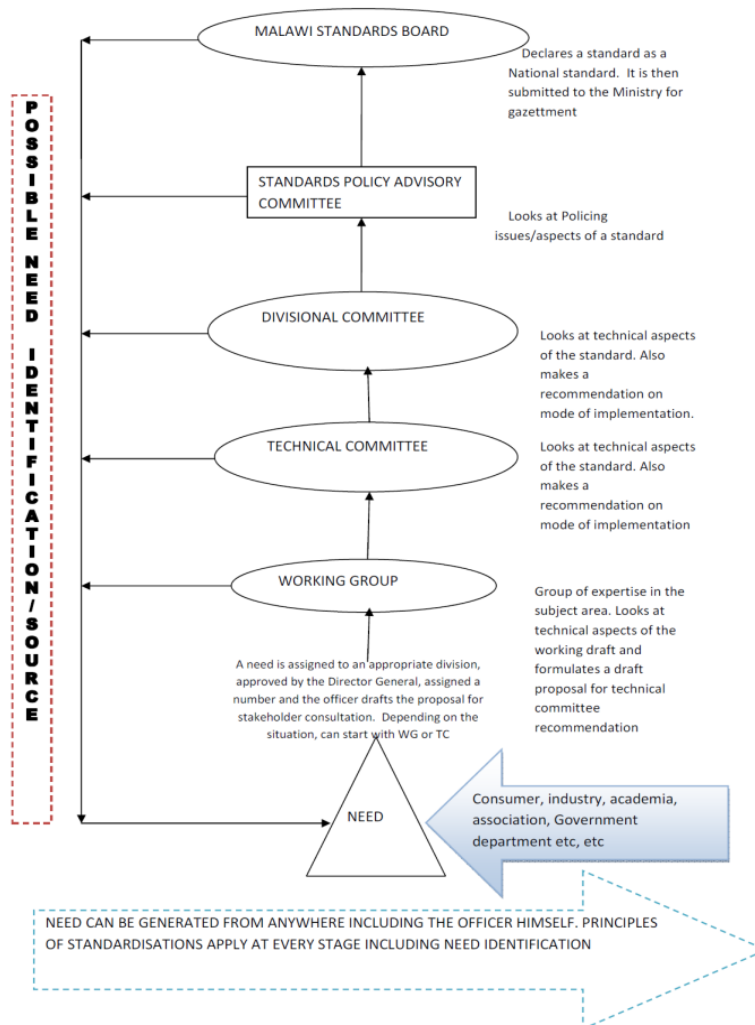 MALAWI STANDARDS BOARD
Declares a standard as a
National standard. It is then
submitted to the Ministry for
gazettment
POSSIBLE NEED IDENTIFICATION/SOURCE
STANDARDS POLICY ADVISORY
COMMITTEE
Looks at Policing
issues/aspects of a standard
DIVISIONAL COMMITTEE
Looks at technical aspects
of the standard. Also
makes a
recommendation on
mode of implementation.
TECHNICAL COMMITTEE
Looks at technical aspects
of the standard. Also
makes a
recommendation on
mode of implementation
WORKING GROUP
Group of expertise in the
subject area. Looks at
technical aspects of the
working draft and
formulates a draft
proposal for technical
committee
recommendation
A need is assigned to an appropriate division,
approved by the Director General, assigned a
number and the officer drafts the proposal for
stakeholder consultation. Depending on the
situation, can start with WG or TC
NEED
Consumer, industry, academia,
association, Government
department etc, etc
NEED CAN BE GENERATED FROM ANYWHERE INCLUDING THE OFFICER HIMSELF. PRINCIPLES
OF STANDARDISATIONS APPLY AT EVERY STAGE INCLUDING NEED IDENTIFICATION